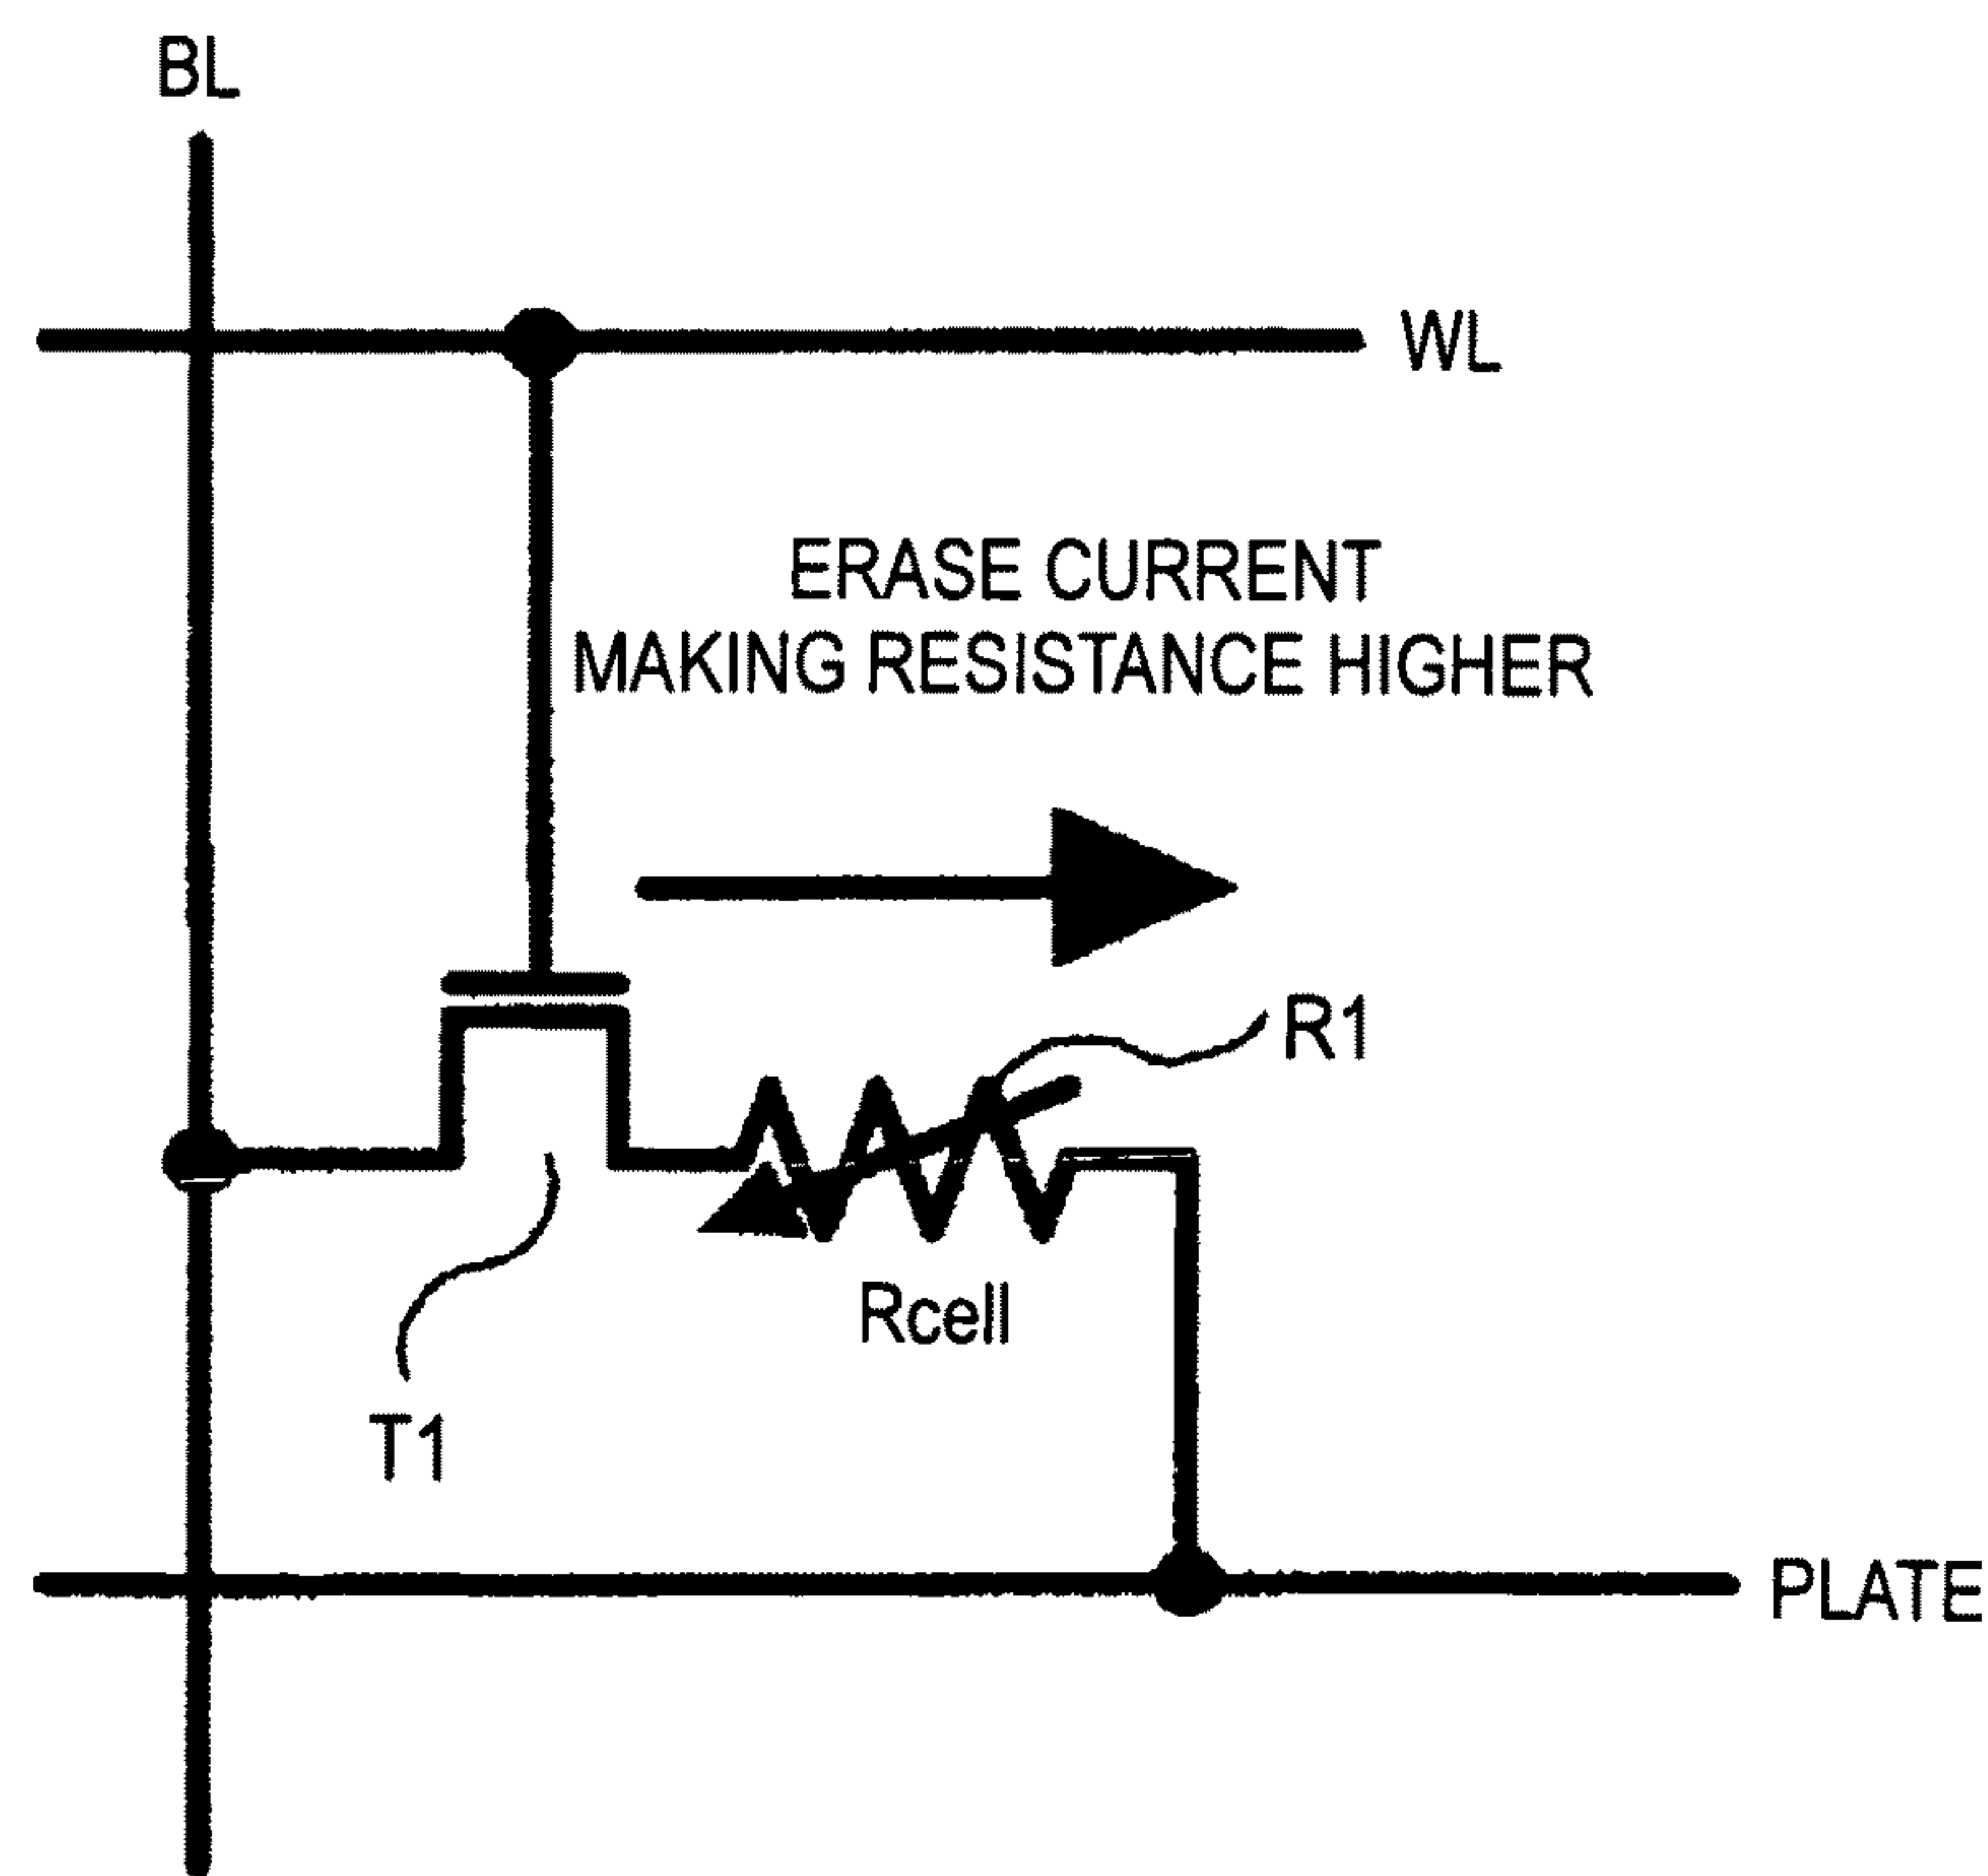 BL
WL
ERASE CURRENT
MAKING RESISTANCE HIGHER
R1
Rcell
T1
PLATE